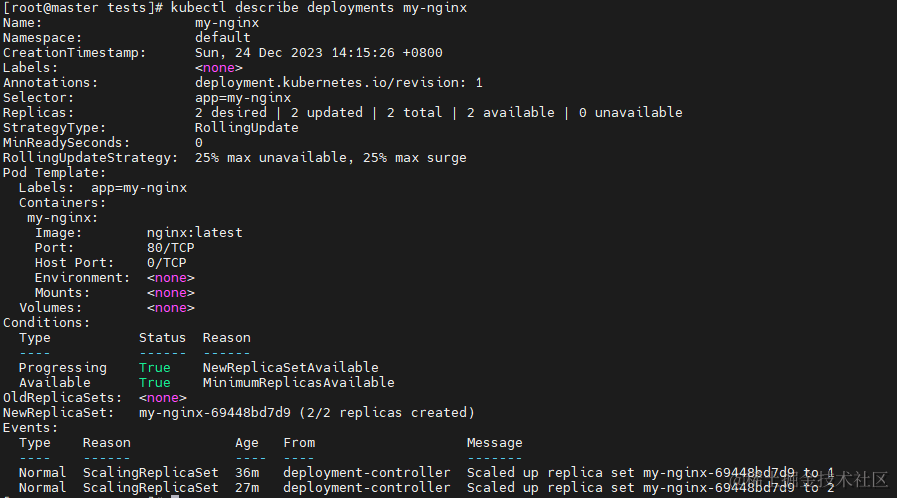 [root@master tests]# kubectl describe deployments my-nginx
Name:                   my-nginx
Namespace:              default
CreationTimestamp:      Sun, 24 Dec 2023 14:15:26 +0800
Labels:                 <none>
Annotations:            deployment.kubernetes.io/revision: 1
Selector:               app=my-nginx
Replicas:               2 desired | 2 updated | 2 total | 2 available | 0 unavailable
StrategyType:           RollingUpdate
MinReadySeconds:        0
RollingUpdateStrategy:  25% max unavailable, 25% max surge
Pod Template:
  Labels:  app=my-nginx
  Containers:
   my-nginx:
    Image:         nginx:latest
    Port:          80/TCP
    Host Port:     0/TCP
    Environment:   <none>
    Mounts:        <none>
  Volumes:         <none>
Conditions:
  Type           Status  Reason
  ----           ------  ------
  Progressing    True    NewReplicaSetAvailable
  Available      True    MinimumReplicasAvailable
OldReplicaSets:  <none>
NewReplicaSet:   my-nginx-69448bd7d9 (2/2 replicas created)
Events:
  Type    Reason             Age   From                   Message
  ----    ------             ----  ----                   -------
  Normal  ScalingReplicaSet  36m   deployment-controller  Scaled up replica set my-nginx-69448bd7d9 to 1
  Normal  ScalingReplicaSet  27m   deployment-controller  Scaled up replica set my-nginx-69448bd7d9 to 2
@稀土掘金技术社区